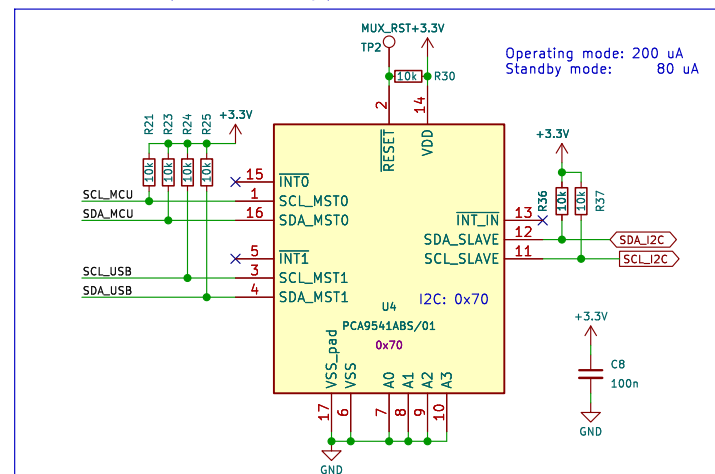 MUX_RST
+3.3V
TP2
10k
R30
Operating mode: 200 uA
Standby mode: 80 uA
2
14
R21
R23
R24
R25
+3.3V
10k
10k
10k
10k
RESET
VDD
+3.3V
R36
10k
10k
R37
15
INT0
SCL_MCU
1
SCL_MST0
SDA_MCU
16
SDA_MST0
INT_IN
13
SDA_SLAVE
12
SDA_I2C
5
INT1
SCL_SLAVE
11
SCL_I2C
SCL_USB
3
SCL_MST1
SDA_USB
4
SDA_MST1
I2C: 0x70
U4
PCA9541ABS/01
0x70
+3.3V
C8
100n
GND
VSS_pad
VSS
A0
A1
A2
A3
17
6
7
8
9
10
GND